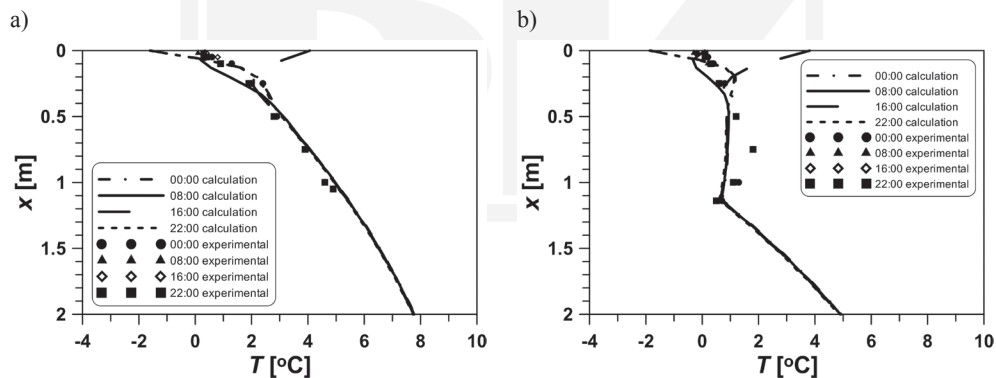 a)
0
0.5
1
1.5
2
x [m]
-4 -2 0 2 4 6 8 10
T [ºC]
00:00 calculation
08:00 calculation
16:00 calculation
22:00 calculation
00:00 experimental
08:00 experimental
16:00 experimental
22:00 experimental
b)
0
0.5
1
1.5
2
x [m]
-4 -2 0 2 4 6 8 10
T [ºC]
00:00 calculation
08:00 calculation
16:00 calculation
22:00 calculation
00:00 experimental
08:00 experimental
16:00 experimental
22:00 experimental